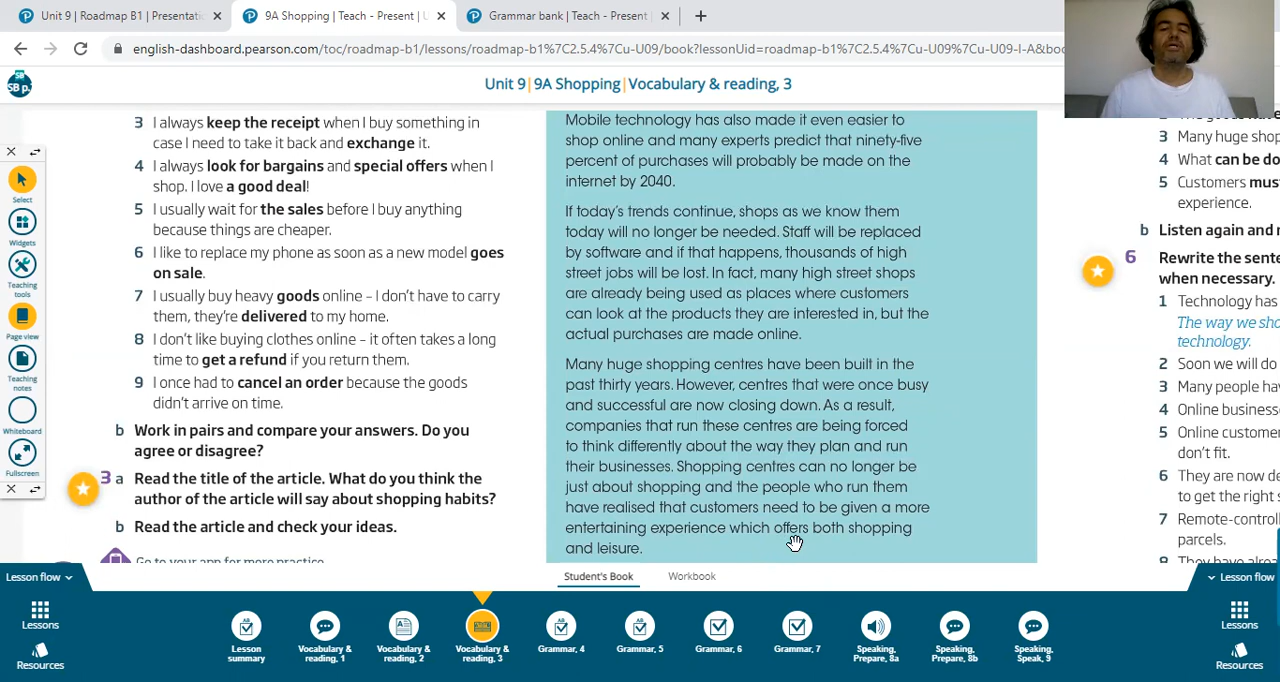 Unit 9 | Roadmap B1 | Presentati
9A Shopping | Teach - Present | U
Grammar bank | Teach - Present
english-dashboard.pearson.com/toc/roadmap-b1/lessons/roadmap-b1%7C2.5.4%7Cu-U09/book?lessonUid=roadmap-b1%7C2.5.4%7Cu-U09%7Cu-U09-I-A&boo
SB
SB p.
Unit 9|9A Shopping|Vocabulary & reading, 3
Select
Widgets
Teaching
tools
Page view
Teaching
notes
Whiteboard
Fullscreen
3 I always keep the receipt when I buy something in
case I need to take it back and exchange it.
4 I always look for bargains and special offers when I
shop. I love a good deal!
5 I usually wait for the sales before I buy anything
because things are cheaper.
6 I like to replace my phone as soon as a new model goes
on sale.
7 I usually buy heavy goods online – I don't have to carry
them, they're delivered to my home.
8 I don't like buying clothes online – it often takes a long
time to get a refund if you return them.
9 I once had to cancel an order because the goods
didn't arrive on time.
b Work in pairs and compare your answers. Do you
agree or disagree?
3 a Read the title of the article. What do you think the
author of the article will say about shopping habits?
b Read the article and check your ideas.
Go to your app for more practice
Mobile technology has also made it even easier to
shop online and many experts predict that ninety-five
percent of purchases will probably be made on the
internet by 2040.
If today's trends continue, shops as we know them
today will no longer be needed. Staff will be replaced
by software and if that happens, thousands of high
street jobs will be lost. In fact, many high street shops
are already being used as places where customers
can look at the products they are interested in, but the
actual purchases are made online.
Many huge shopping centres have been built in the
past thirty years. However, centres that were once busy
and successful are now closing down. As a result,
companies that run these centres are being forced
to think differently about the way they plan and run
their businesses. Shopping centres can no longer be
just about shopping and the people who run them
have realised that customers need to be given a more
entertaining experience which offers both shopping
and leisure.
3 Many huge shop
4 What can be do
5 Customers mus
experience.
b Listen again and r
6 Rewrite the sente
when necessary.
1 Technology has
The way we sho
technology.
2 Soon we will do
3 Many people hav
4 Online business
5 Online customer
don't fit.
6 They are now de
to get the right s
7 Remote-controll
parcels.
8 They have alrea
Student's Book
Workbook
Lesson flow
Lessons
Resources
AB
Lesson
summary
Vocabulary &
reading, 1
Vocabulary &
reading, 2
Vocabulary &
reading, 3
AB
Grammar, 4
AB
Grammar, 5
Grammar, 6
Grammar, 7
Speaking,
Prepare, 8a
Speaking,
Prepare, 8b
Speaking,
Speak, 9
Lesson flow
Lessons
Resources